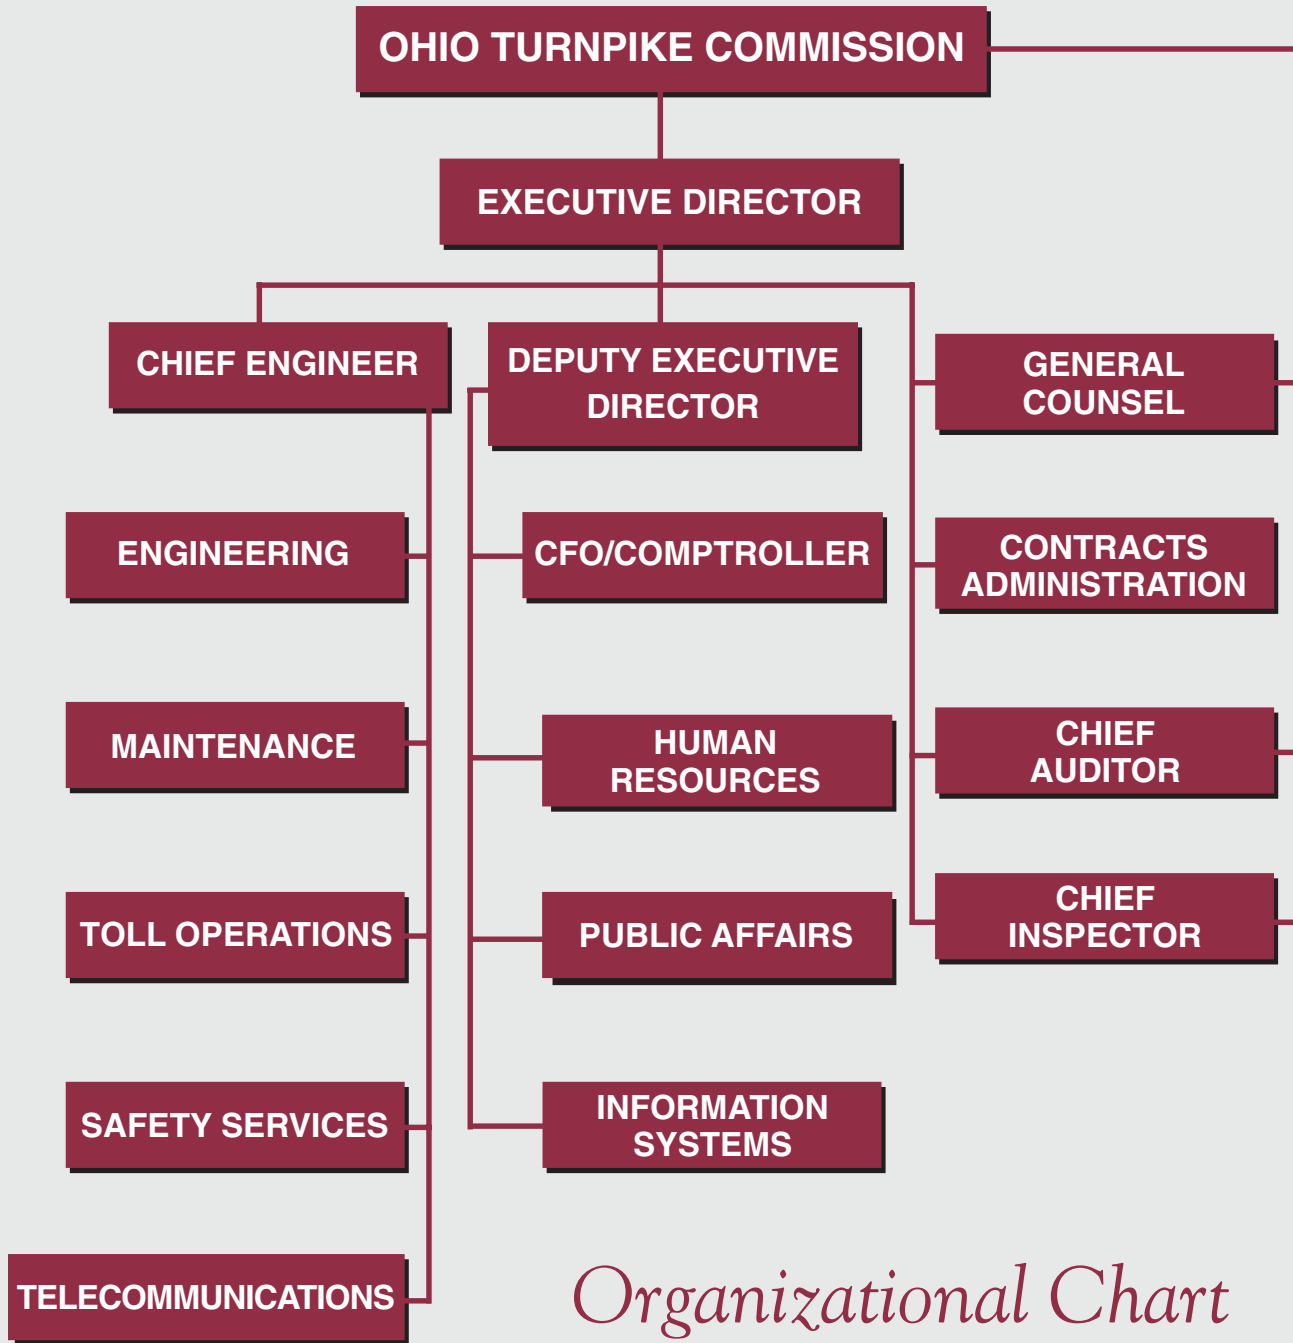 OHIO TURNPIKE COMMISSION
EXECUTIVE DIRECTOR
CHIEF ENGINEER
DEPUTY EXECUTIVE
DIRECTOR
GENERAL
COUNSEL
ENGINEERING
CFO/COMPTROLLER
CONTRACTS
ADMINISTRATION
MAINTENANCE
HUMAN
RESOURCES
CHIEF
AUDITOR
TOLL OPERATIONS
PUBLIC AFFAIRS
CHIEF
INSPECTOR
SAFETY SERVICES
INFORMATION
SYSTEMS
TELECOMMUNICATIONS
Organizational Chart